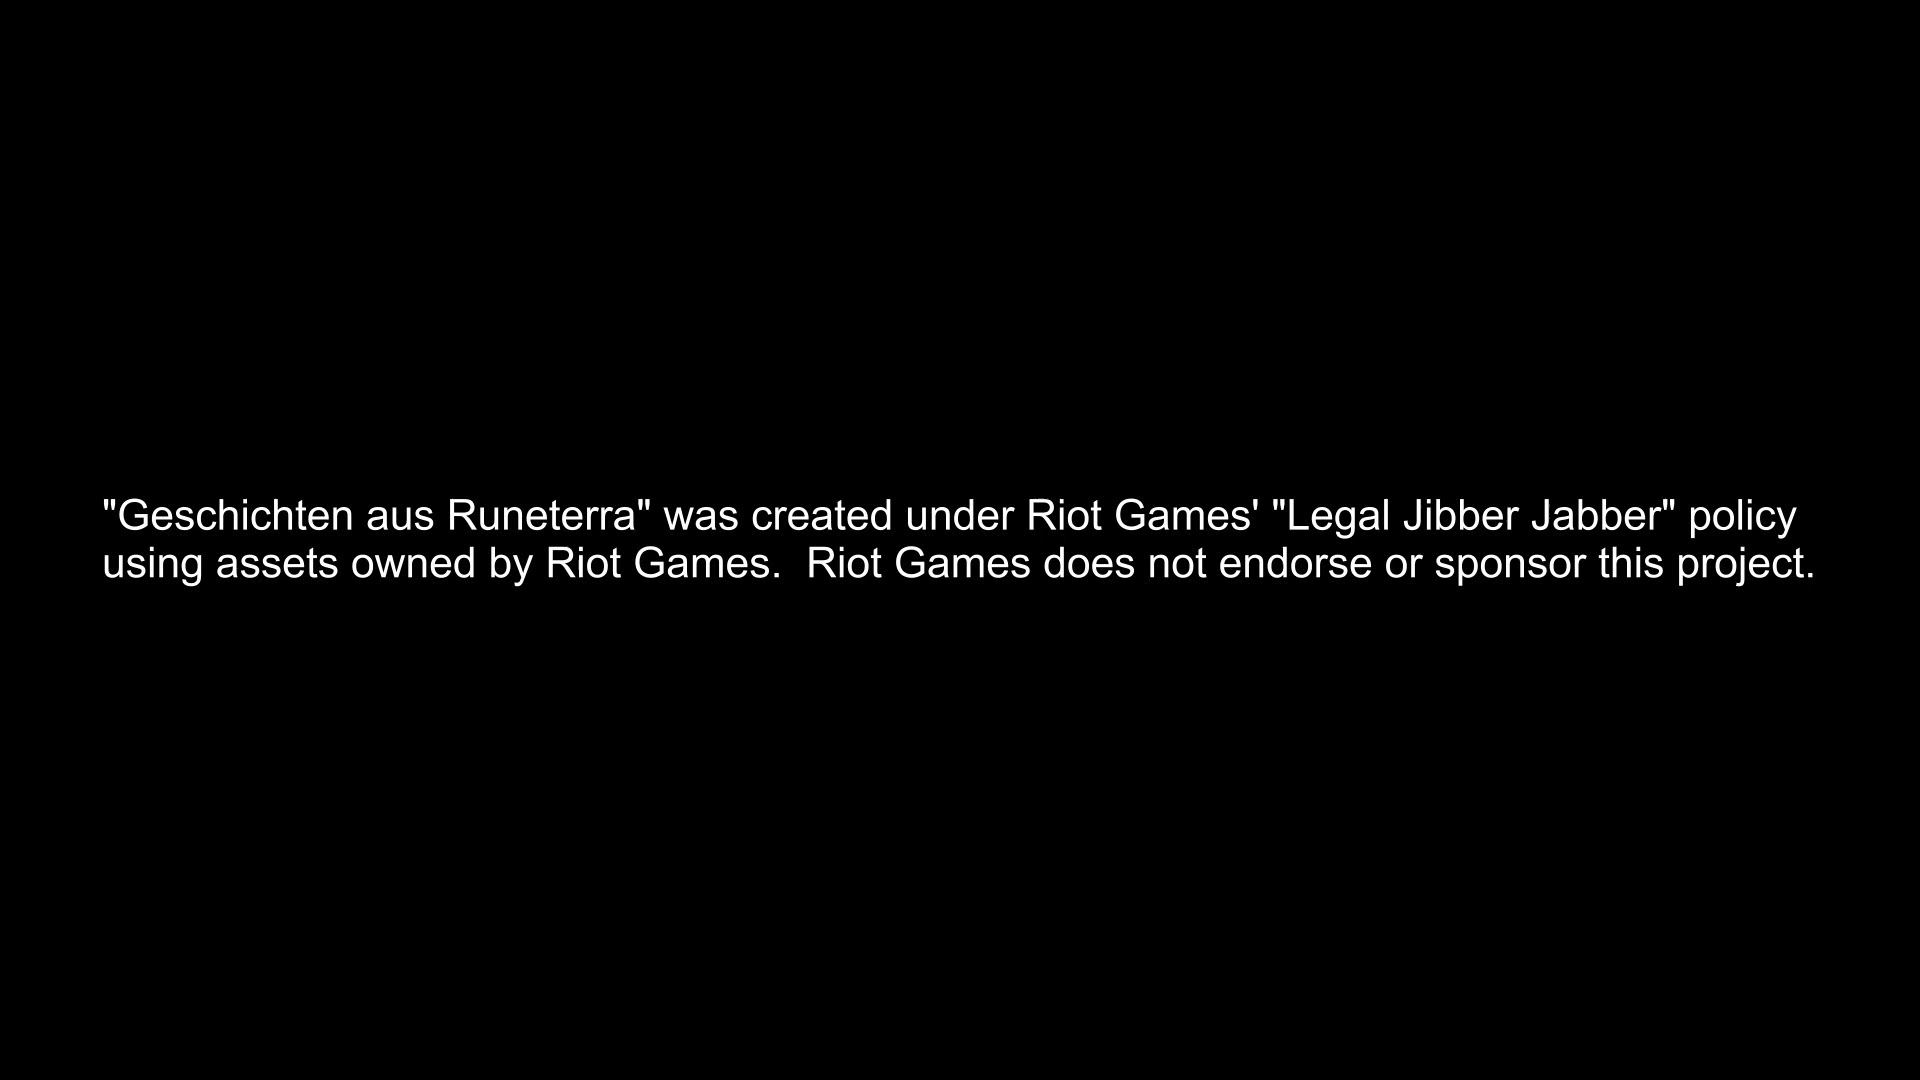 "Geschichten aus Runeterra" was created under Riot Games' "Legal Jibber Jabber" policy
using assets owned by Riot Games.  Riot Games does not endorse or sponsor this project.